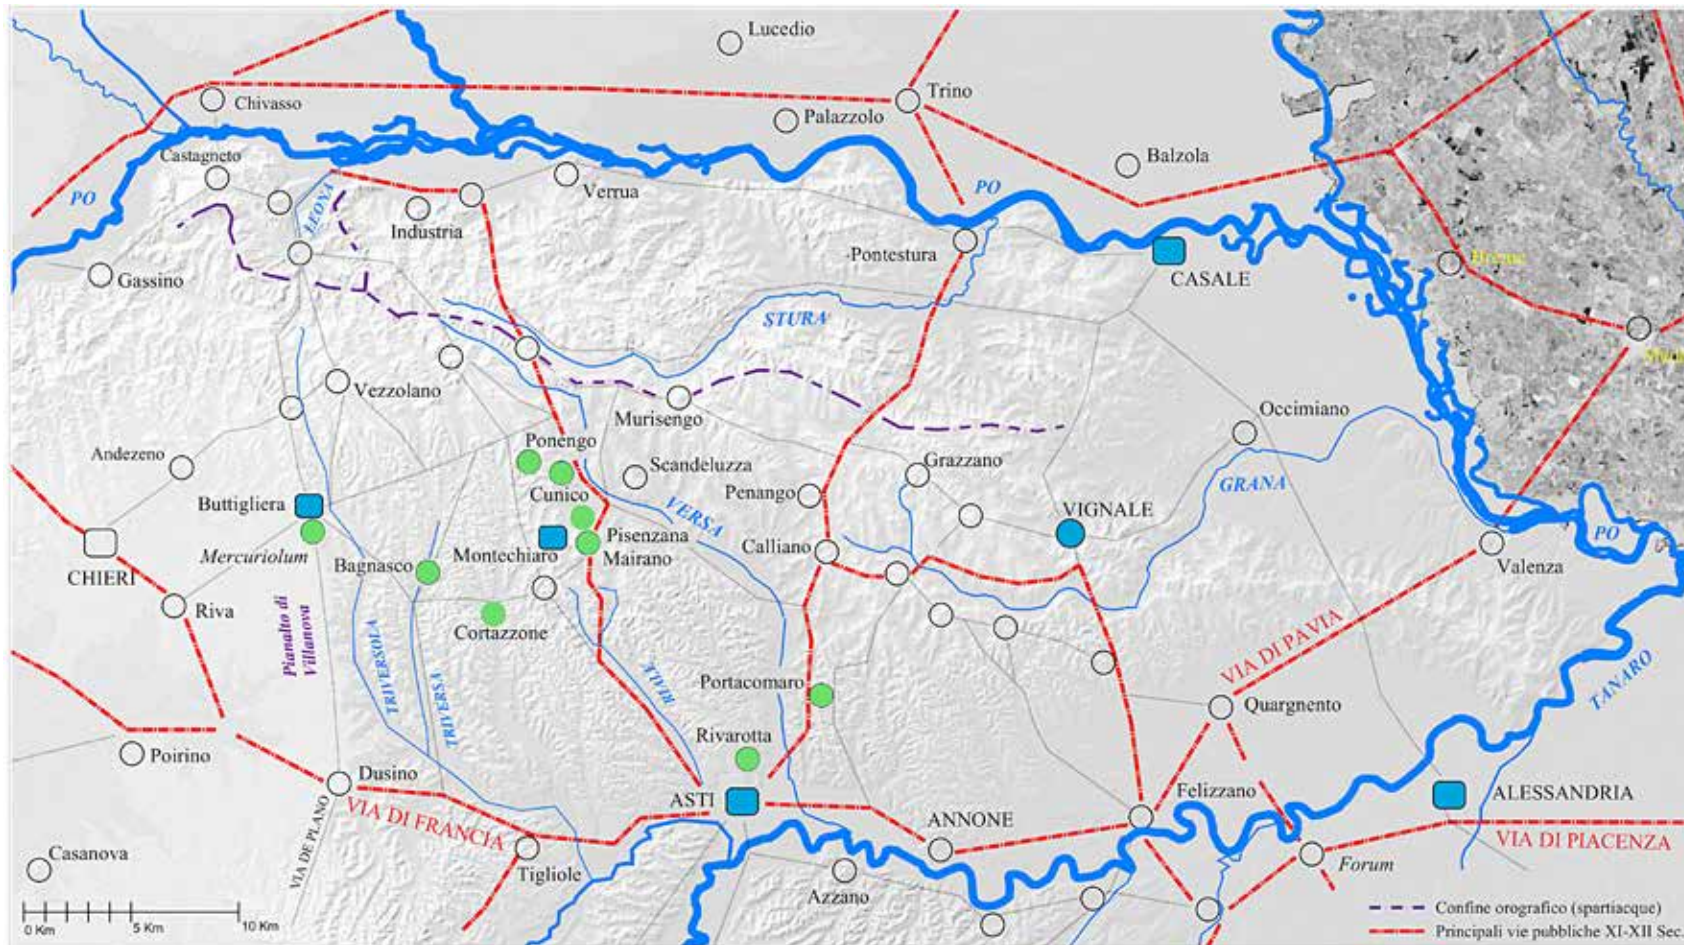 Lucedio
Chivasso
Trino
Palazzolo
Castagneto
Balzola
PO
LEONA
Verrua
PO
Industria
Pontestura
Gassino
CASALE
Breme
STURA
Vezzolano
Murisengo
Occimiano
Andezeno
Ponengo
Scandeluzza
Grazzano
Penango
GRANA
Buttigliera
Cunico
VERSA
VIGNALE
PO
Mercuriolum
Montechiaro
Pisenzana
Mairano
Calliano
CHIERI
Bagnasco
Valenza
Riva
Cortazzone
Pianalto di
Villanova
TRIVERSOLA
TRIVERSA
RIALE
VIA DI PAVIA
TANARO
Portacomaro
Quargnento
Rivarotta
Poirino
Dusino
ASTI
Felizzano
ALESSANDRIA
VIA DI FRANCIA
ANNONE
VIA DI PIACENZA
VIA DE PLANO
Casanova
Tigliole
Azzano
Forum
0 Km
5 Km
10 Km
Confine orografico (spartiacque)
Principali vie pubbliche XI-XII Sec.